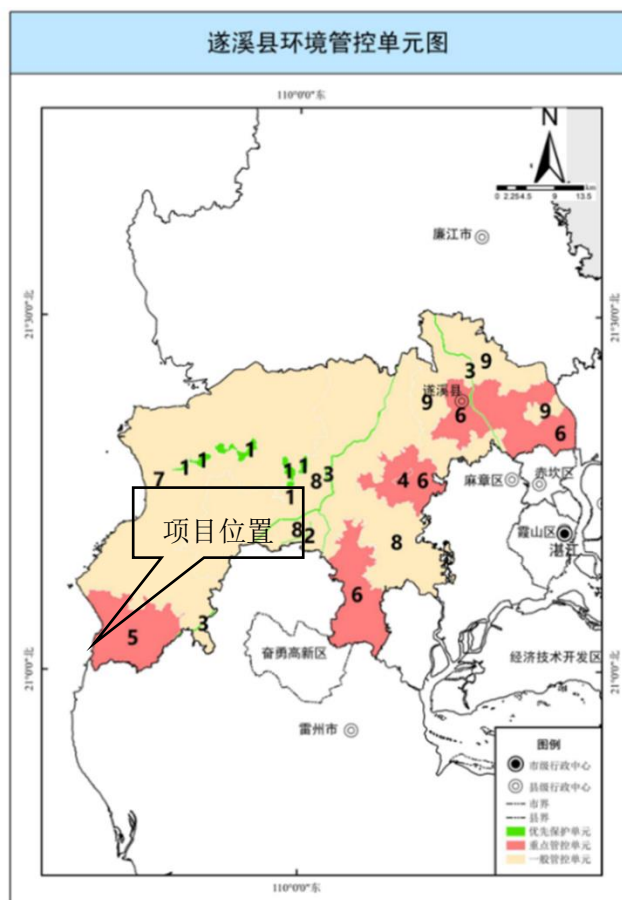 遂溪县环境管控单元图
110°0'0"东
N
km
0 2.25 4.5 9 13.5
廉江市
21°30'0"北
21°30'0"北
9
3
遂溪县
9
6
9
6
1
1
1
1
1
7
8
3
4
6
麻章区
赤坎区
1
项目位置
8
2
8
霞山区
湛江
6
3
5
奋勇高新区
经济技术开发区
21°0'0"北
21°0'0"北
雷州市
图例
市级行政中心
县级行政中心
市界
县界
优先保护单元
重点管控单元
一般管控单元
110°0'0"东